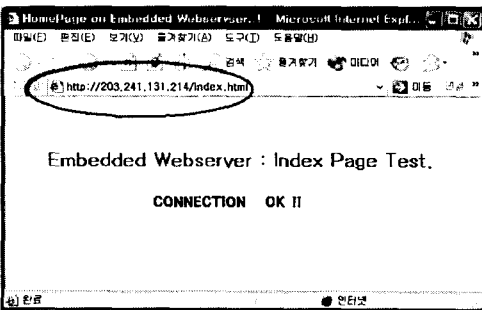 HomePage on Embedded Webserver..! - Microsoft Internet Expl...
파일(F) 편집(E) 보기(V) 즐겨찾기(A) 도구(T) 도움말(H)
검색 즐겨찾기 미디어
http://203.241.131.214/index.html 이동 »
Embedded Webserver : Index Page Test.
CONNECTION OK !!
완료 인터넷